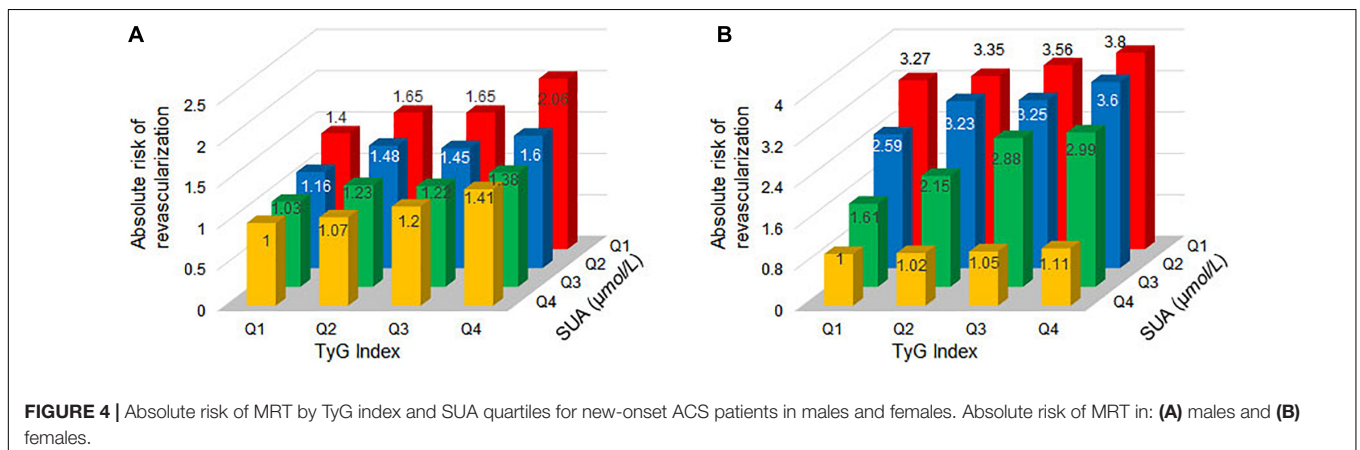 A
Absolute risk of
revascularization
2.5
2
1.5
1
0.5
0
1.4
1.65
1.65
2.06
1.16
1.48
1.45
1.6
1.03
1.23
1.22
1.38
1
1.07
1.2
1.41
Q1
Q2
Q3
Q4
Q1 Q2 Q3 Q4
TyG Index
SUA (μmol/L)
B
Absolute risk of
revascularization
4
3.2
2.4
1.6
0.8
0
3.27
3.35
3.56
3.8
2.59
3.23
3.25
3.6
1.61
2.15
2.88
2.99
1
1.02
1.05
1.11
Q1
Q2
Q3
Q4
Q1 Q2 Q3 Q4
TyG Index
SUA (μmol/L)
FIGURE 4 | Absolute risk of MRT by TyG index and SUA quartiles for new-onset ACS patients in males and females. Absolute risk of MRT in: (A) males and (B)
females.